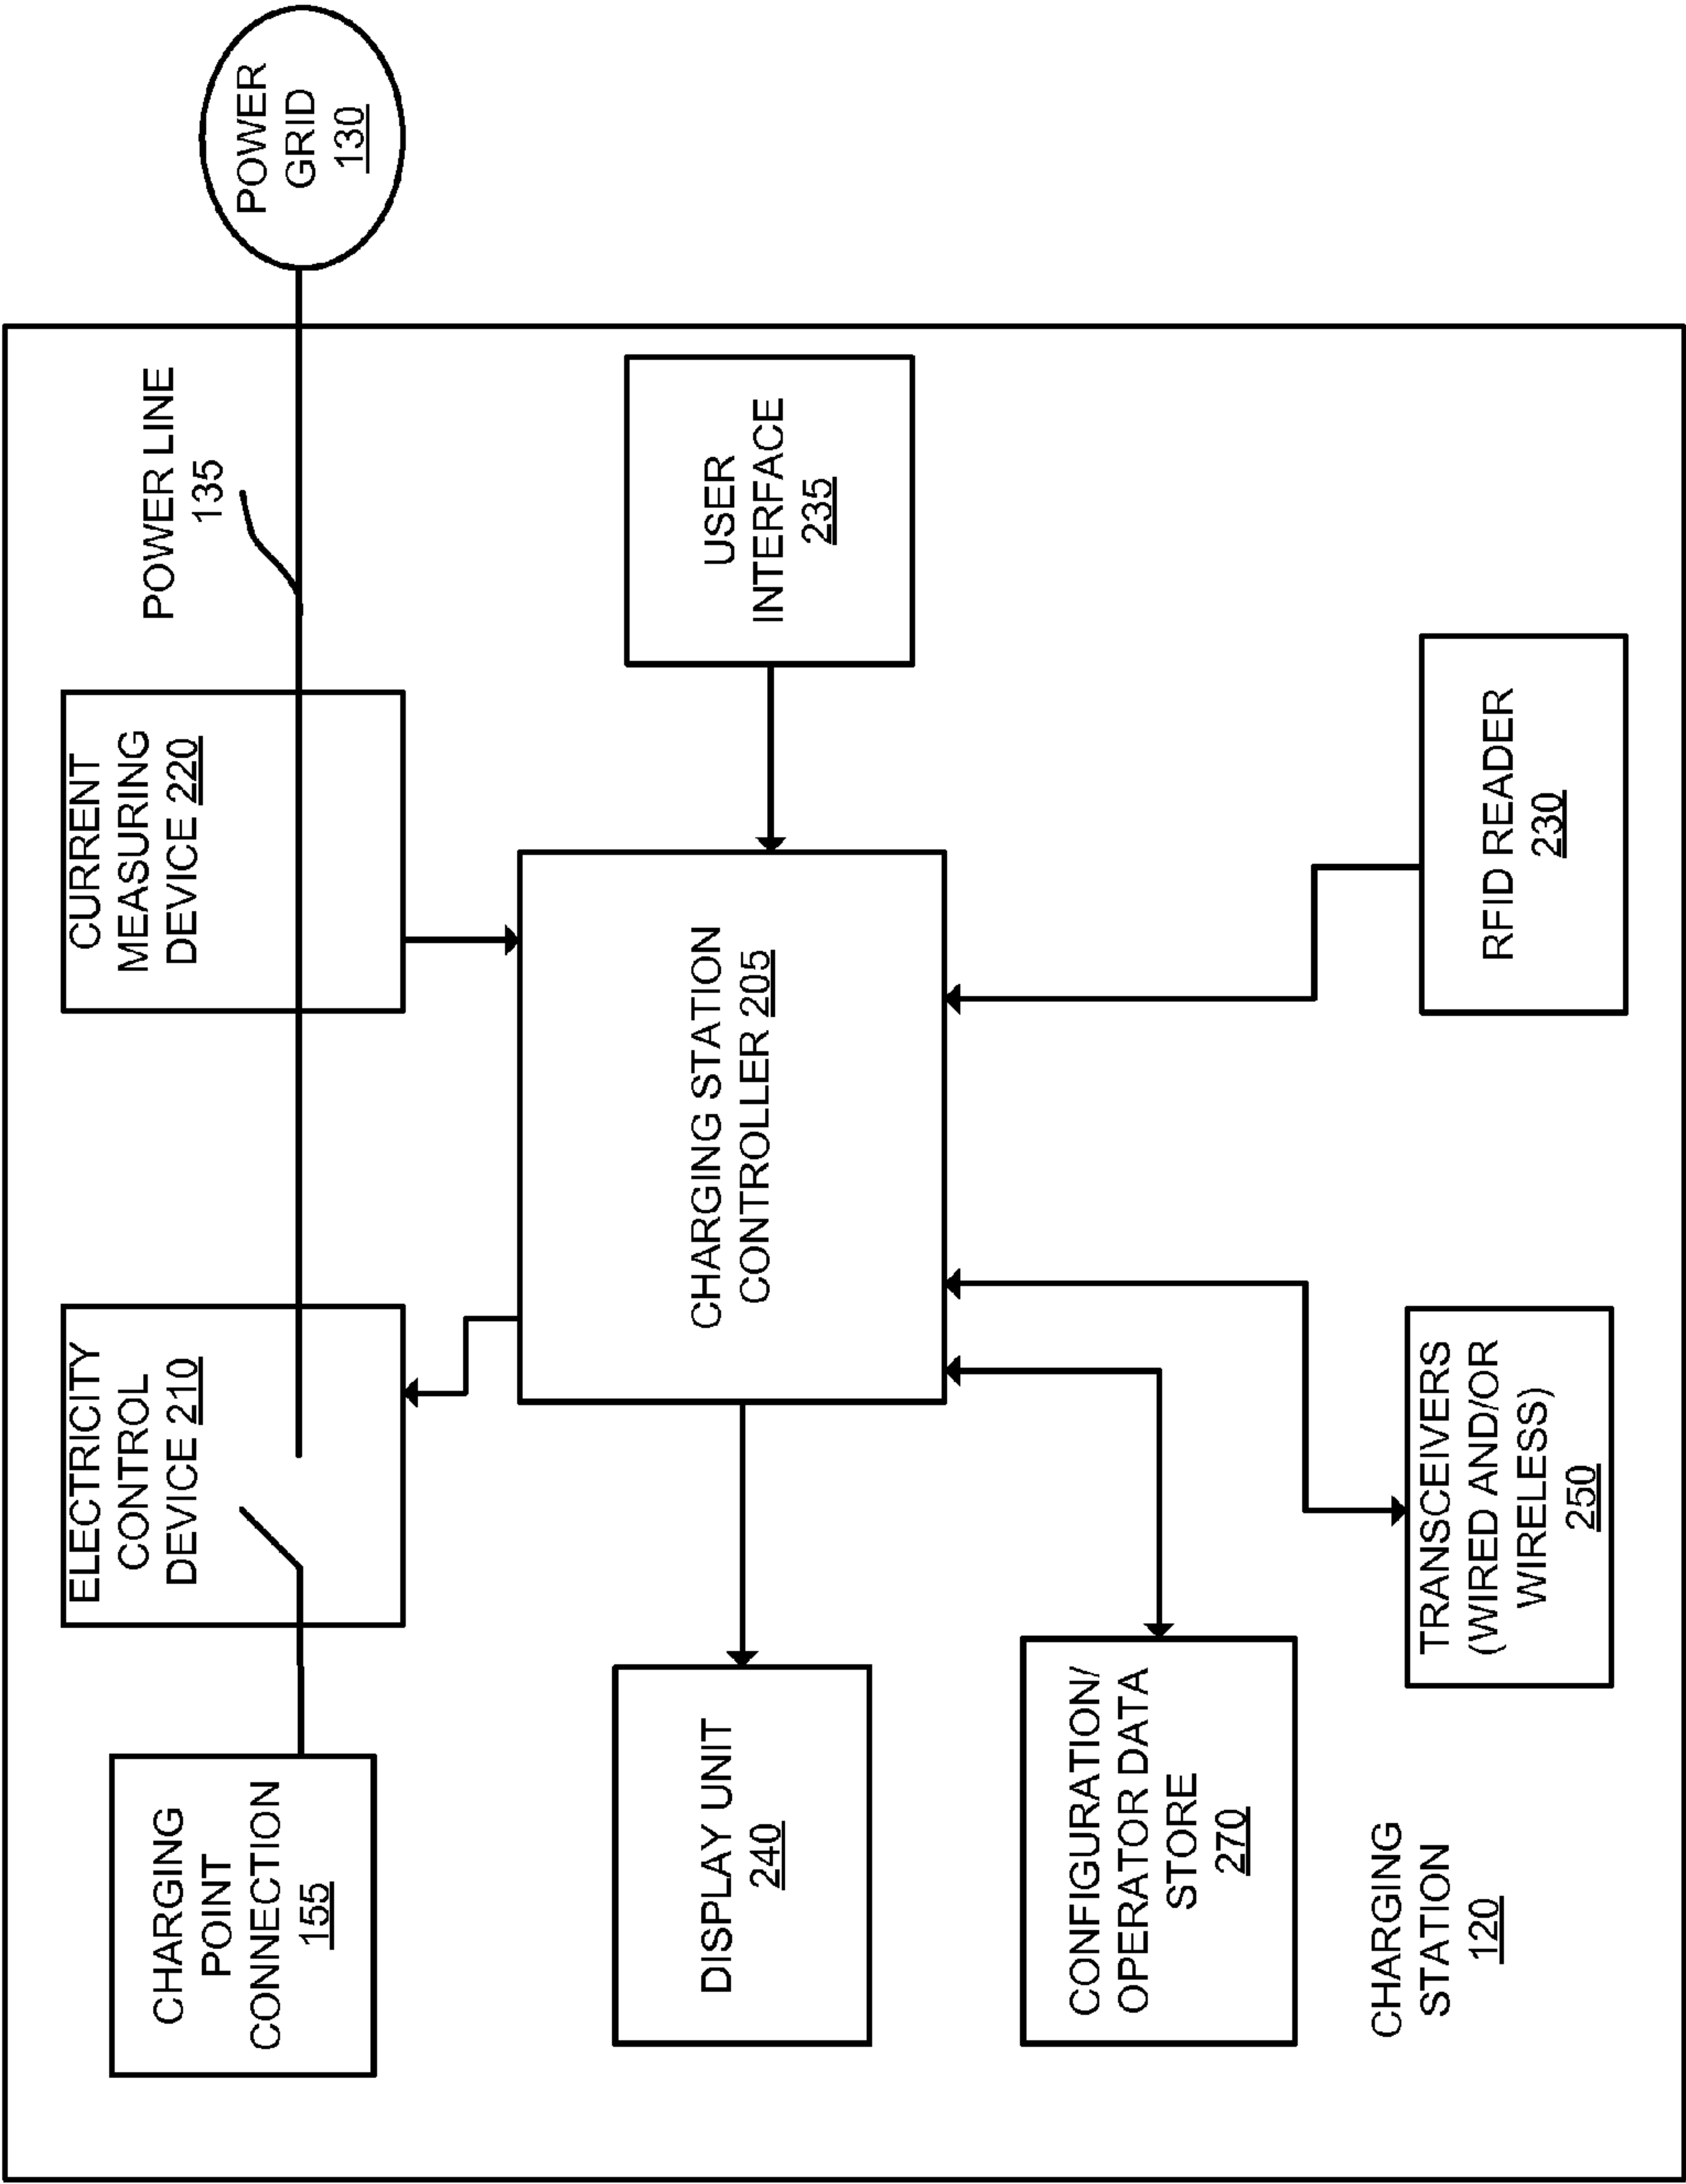 CHARGING
POINT
CONNECTION
155
ELECTRICITY
CONTROL
DEVICE 210
CURRENT
MEASURING
DEVICE 220
POWER LINE
135
POWER
GRID
130
DISPLAY UNIT
240
CHARGING STATION
CONTROLLER 205
USER
INTERFACE
235
CONFIGURATION/
OPERATOR DATA
STORE
270
TRANSCEIVERS
(WIRED AND/OR
WIRELESS)
250
RFID READER
230
CHARGING
STATION
120